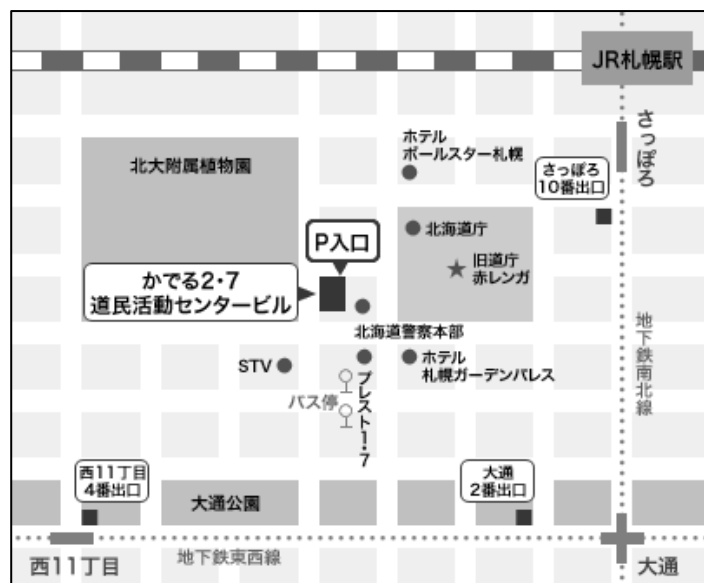 JR札幌駅
さっぽろ
ホテル
ポールスター札幌
さっぽろ
10番出口
北大附属植物園
P入口
北海道庁
旧道庁
赤レンガ
かでる2・7
道民活動センタービル
北海道警察本部
地下鉄南北線
STV
ホテル
札幌ガーデンパレス
プレスト1・7
バス停
西11丁目
4番出口
大通公園
大通
2番出口
地下鉄東西線
西11丁目
大通